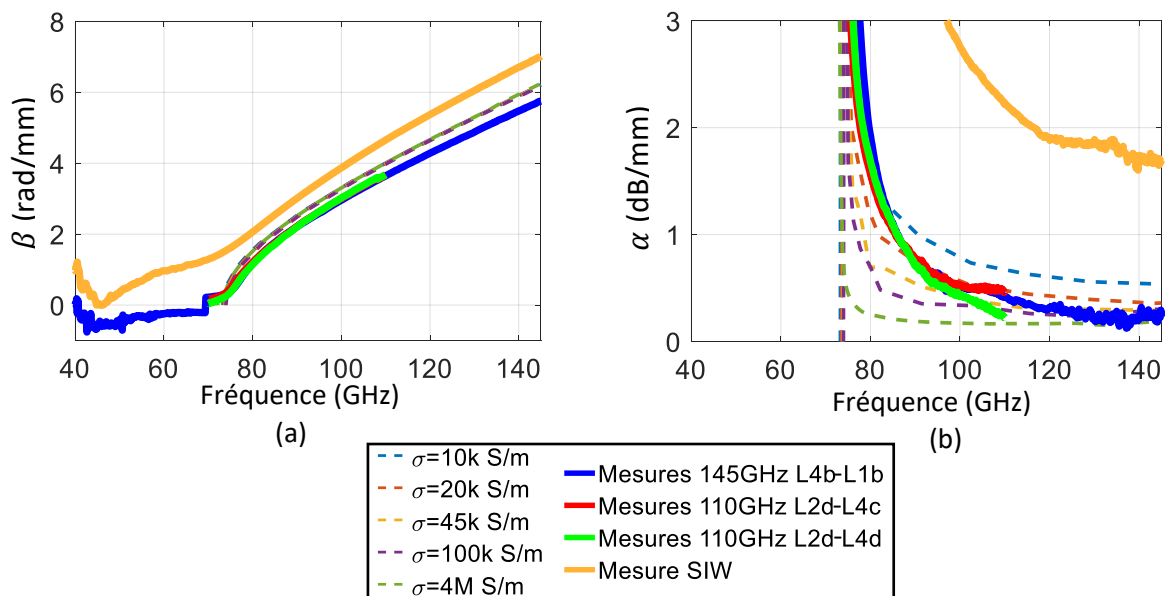 8
6
4
2
0
β (rad/mm)
40 60 80 100 120 140
Fréquence (GHz)
(a)
3
2
1
0
α (dB/mm)
40 60 80 100 120 140
Fréquence (GHz)
(b)
σ=10k S/m
σ=20k S/m
σ=45k S/m
σ=100k S/m
σ=4M S/m
Mesures 145GHz L4b-L1b
Mesures 110GHz L2d-L4c
Mesures 110GHz L2d-L4d
Mesure SIW